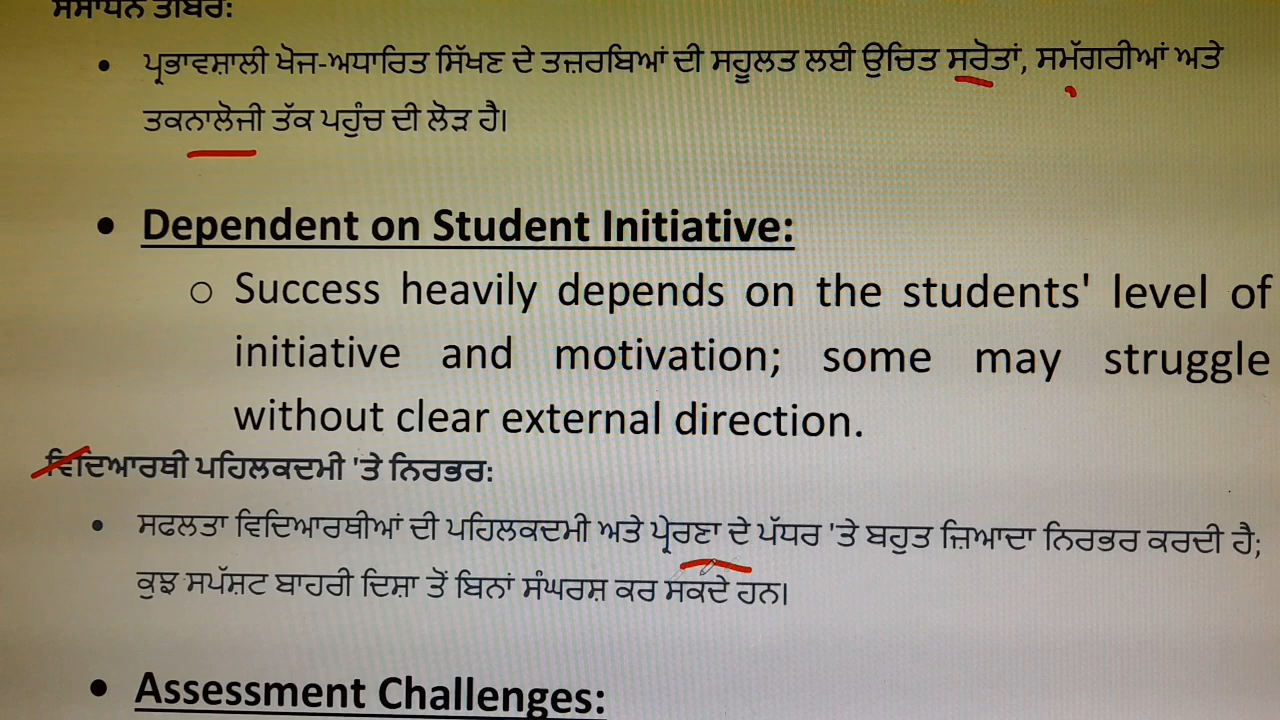 ਸੰਸਾਧਨ ਤੀਬਰ:
• ਪ੍ਰਭਾਵਸ਼ਾਲੀ ਖੋਜ-ਅਧਾਰਿਤ ਸਿੱਖਣ ਦੇ ਤਜ਼ਰਬਿਆਂ ਦੀ ਸਹੂਲਤ ਲਈ ਉਚਿਤ ਸਰੋਤਾਂ, ਸਮੱਗਰੀਆਂ ਅਤੇ
ਤਕਨਾਲੋਜੀ ਤੱਕ ਪਹੁੰਚ ਦੀ ਲੋੜ ਹੈ।
• Dependent on Student Initiative:
○ Success heavily depends on the students' level of
initiative and motivation; some may struggle
without clear external direction.
ਵਿਦਿਆਰਥੀ ਪਹਿਲਕਦਮੀ 'ਤੇ ਨਿਰਭਰ:
• ਸਫਲਤਾ ਵਿਦਿਆਰਥੀਆਂ ਦੀ ਪਹਿਲਕਦਮੀ ਅਤੇ ਪ੍ਰੇਰਣਾ ਦੇ ਪੱਧਰ 'ਤੇ ਬਹੁਤ ਜ਼ਿਆਦਾ ਨਿਰਭਰ ਕਰਦੀ ਹੈ;
ਕੁਝ ਸਪੱਸ਼ਟ ਬਾਹਰੀ ਦਿਸ਼ਾ ਤੋਂ ਬਿਨਾਂ ਸੰਘਰਸ਼ ਕਰ ਸਕਦੇ ਹਨ।
• Assessment Challenges: